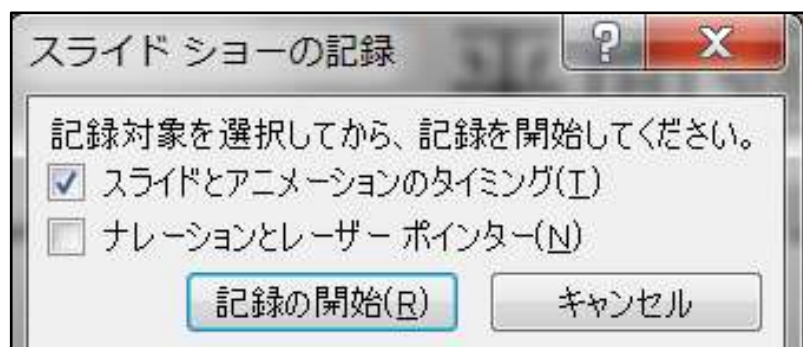 スライド ショーの記録
記録対象を選択してから、記録を開始してください。
スライドとアニメーションのタイミング(T)
ナレーションとレーザー ポインター(N)
記録の開始(R) キャンセル